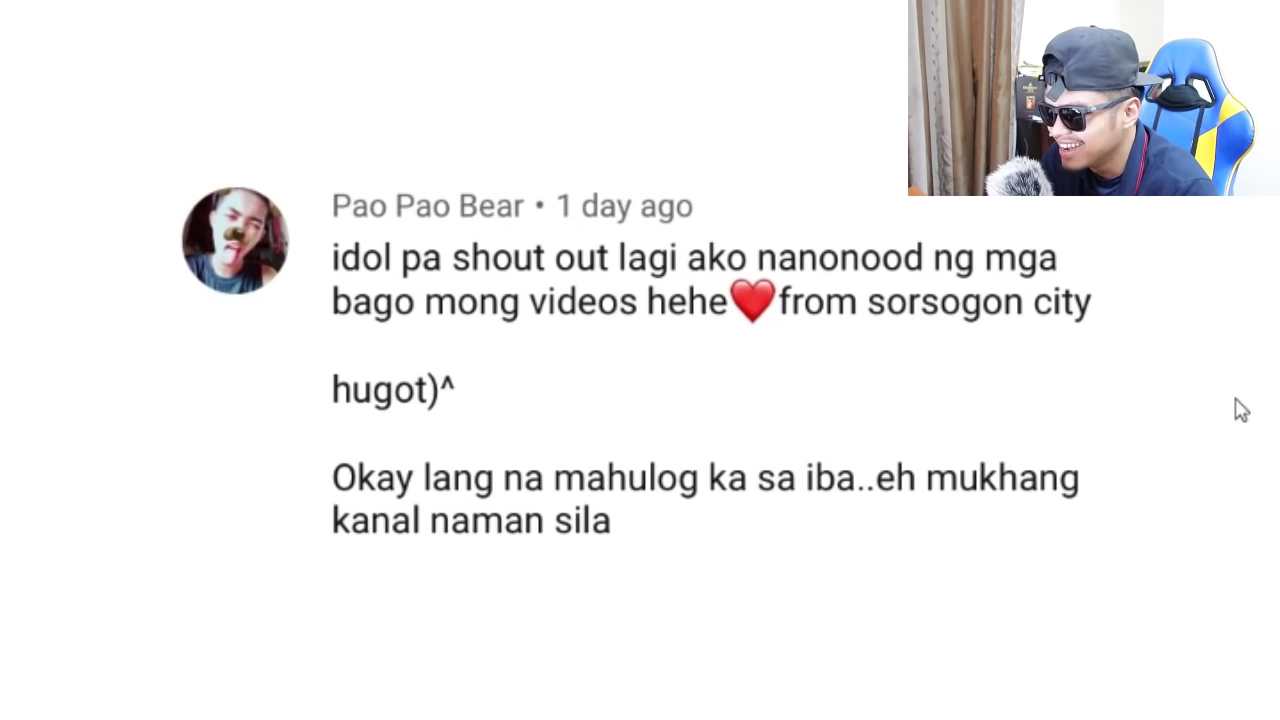 Pao Pao Bear • 1 day ago
idol pa shout out lagi ako nanonood ng mga
bago mong videos hehe❤️from sorsogon city
hugot)^
Okay lang na mahulog ka sa iba..eh mukhang
kanal naman sila